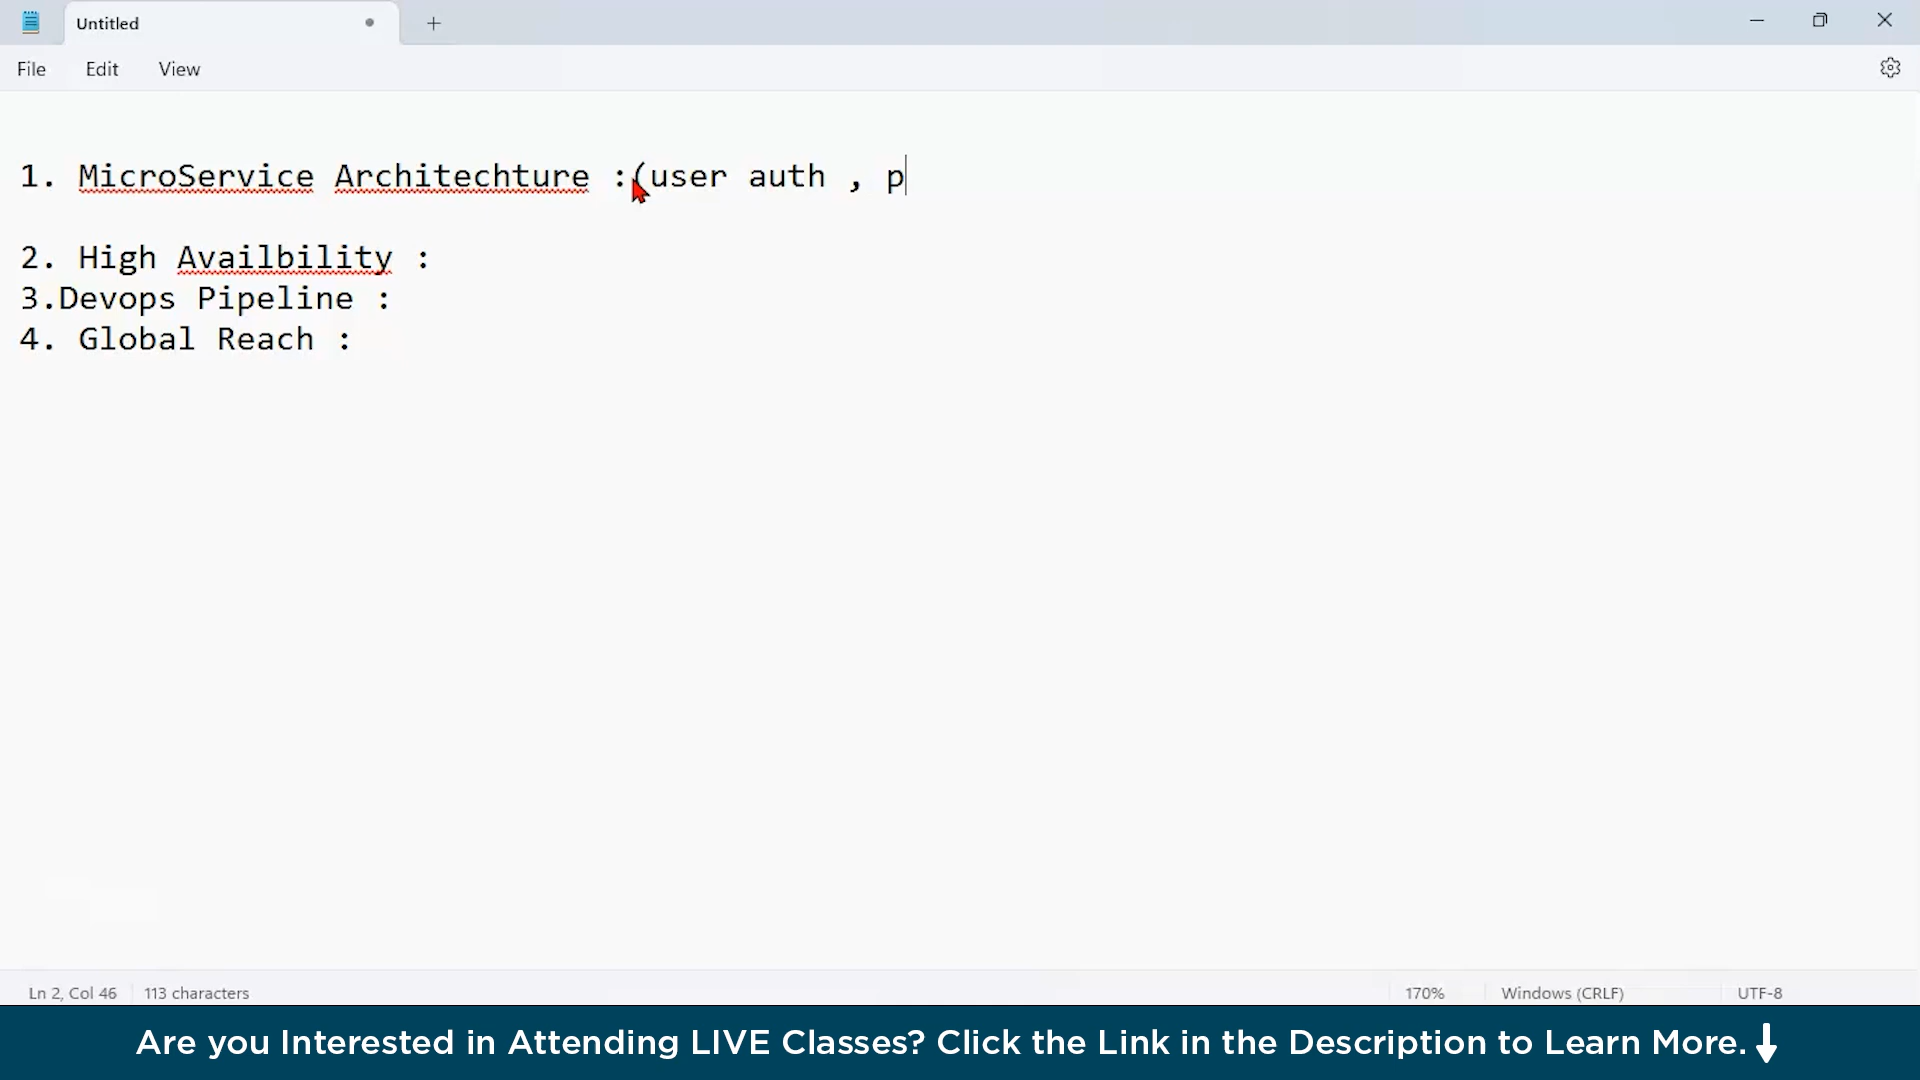 Untitled
File Edit View
1. MicroService Architechture :(user auth , p
2. High Availbility :
3.Devops Pipeline :
4. Global Reach :
Ln 2, Col 46 113 characters 170% Windows (CRLF) UTF-8
Are you Interested in Attending LIVE Classes? Click the Link in the Description to Learn More.